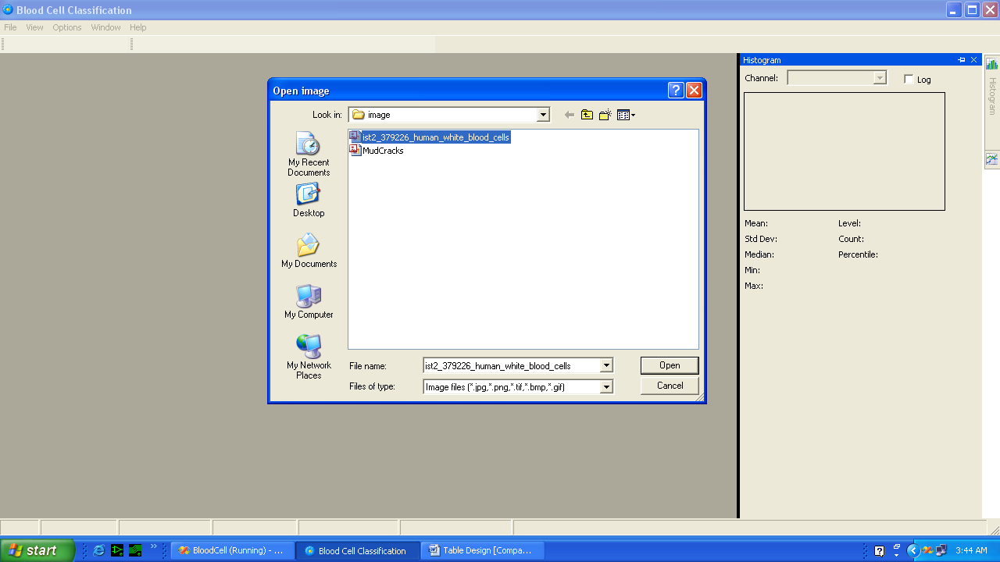 Blood Cell Classification
File View Options Window Help
Histogram
Channel: Log
Histogram
Open image
Look in: image
ist2_379226_human_white_blood_cells
MudCracks
My Recent
Documents
Desktop
My Documents
My Computer
My Network
Places
File name: ist2_379226_human_white_blood_cells Open
Files of type: Image files (*.jpg,*.png,*.tif,*.bmp,*.gif) Cancel
Mean: Level:
Std Dev: Count:
Median: Percentile:
Min:
Max:
start BloodCell (Running) - ... Blood Cell Classification Table Design [Compa... 3:44 AM